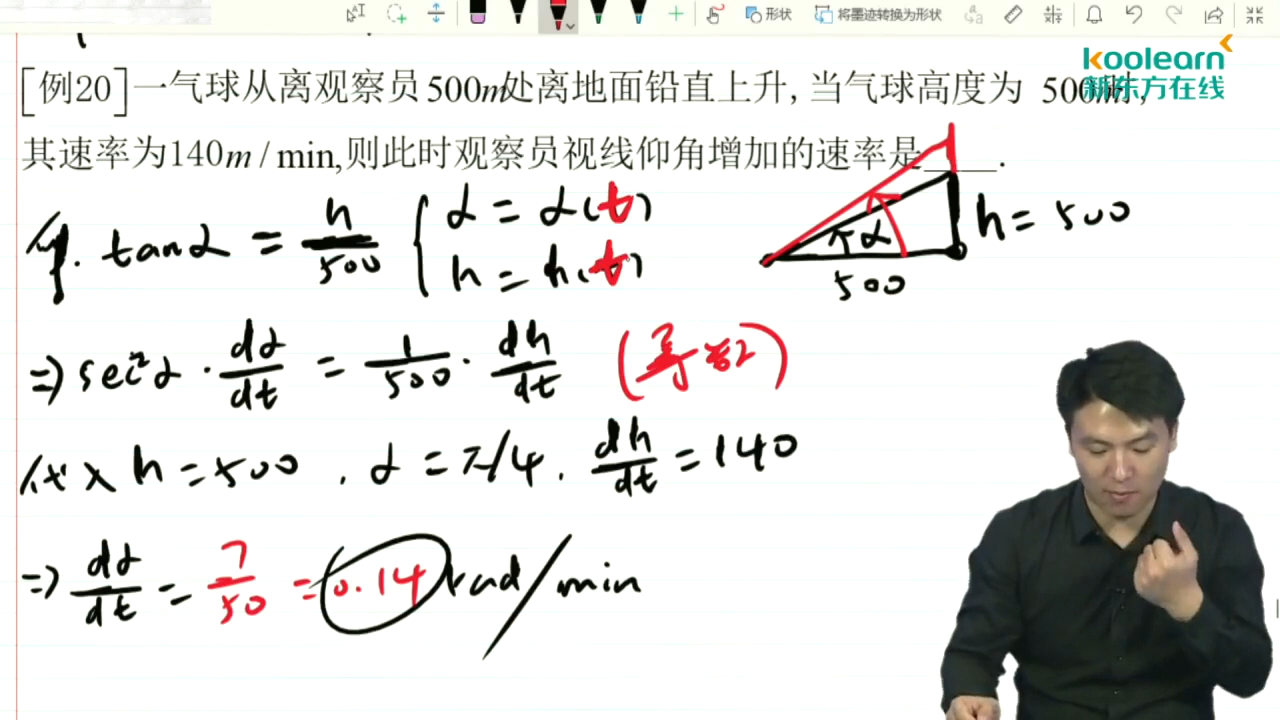 形状
将墨迹转换为形状
koolearn
新东方在线
[例20]一气球从离观察员500m处离地面铅直上升,当气球高度为 500m时,
其速率为140m/min,则此时观察员视线仰角增加的速率是____.
tanα = h/500 { α = α(t)
h = h(t)
α
500
h = 500
⇒ sec²α · dα/dt = 1/500 · dh/dt (导数)
代入 h = 500 , α = π/4 . dh/dt = 140
⇒ dα/dt = 7/50 = 0.14 rad/min